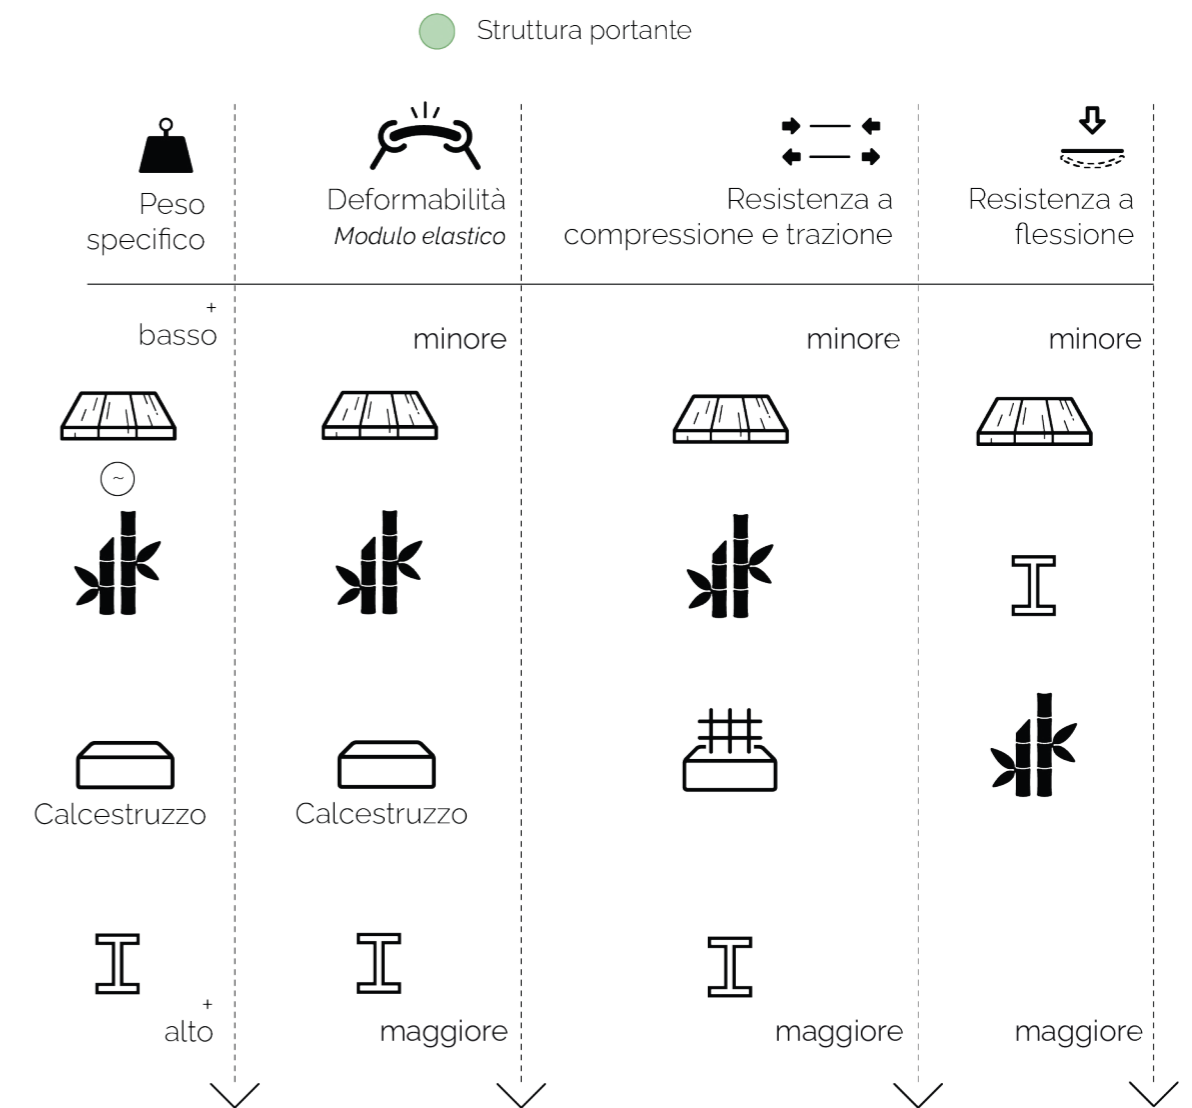 Struttura portante
Peso
specifico
Deformabilità
Modulo elastico
Resistenza a
compressione e trazione
Resistenza a
flessione
+
basso
minore
minore
minore
~
Calcestruzzo
Calcestruzzo
+
alto
maggiore
maggiore
maggiore